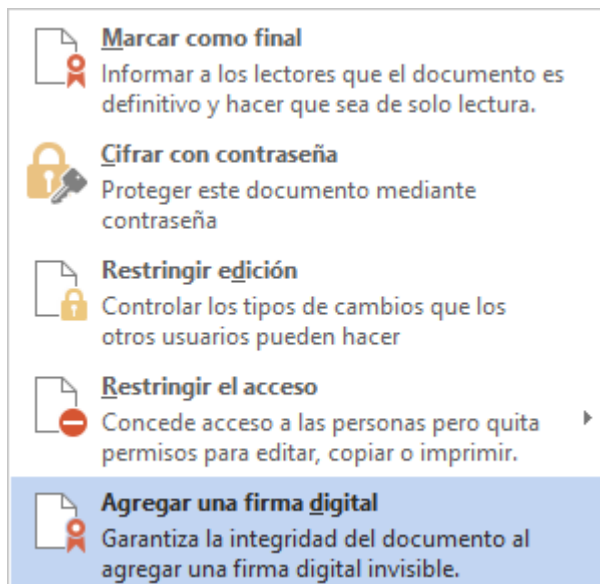 Marcar como final
Informar a los lectores que el documento es
definitivo y hacer que sea de solo lectura.
Cifrar con contraseña
Proteger este documento mediante
contraseña
Restringir edición
Controlar los tipos de cambios que los
otros usuarios pueden hacer
Restringir el acceso
Concede acceso a las personas pero quita
permisos para editar, copiar o imprimir.
Agregar una firma digital
Garantiza la integridad del documento al
agregar una firma digital invisible.